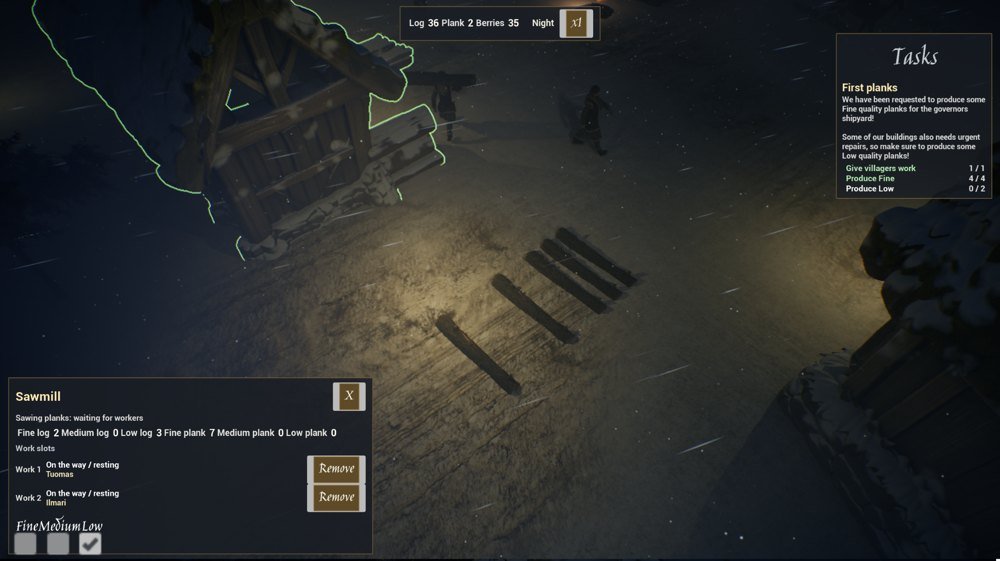 Log 36 Plank 2 Berries 35 Night x1
Tasks
First planks
We have been requested to produce some
Fine quality planks for the governors
shipyard!
Some of our buildings also needs urgent
repairs, so make sure to produce some
Low quality planks!
Give villagers work 1 / 1
Produce Fine 4 / 4
Produce Low 0 / 2
Sawmill X
Sawing planks: waiting for workers
Fine log 2 Medium log 0 Low log 3 Fine plank 7 Medium plank 0 Low plank 0
Work slots
Work 1 On the way / resting Remove
Tuomas
Work 2 On the way / resting Remove
Ilmari
Fine Medium Low